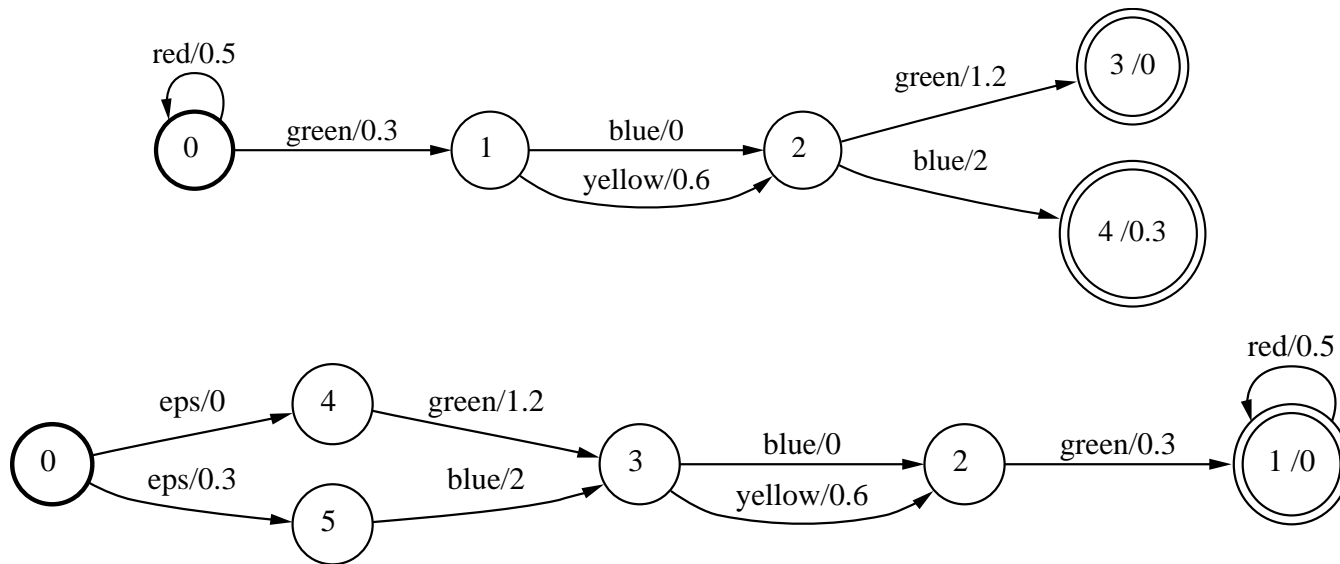 red/0.5
0
green/0.3
1
blue/0
yellow/0.6
2
green/1.2
3 /0
blue/2
4 /0.3
0
eps/0
4
green/1.2
eps/0.3
5
blue/2
3
blue/0
yellow/0.6
2
green/0.3
red/0.5
1 /0